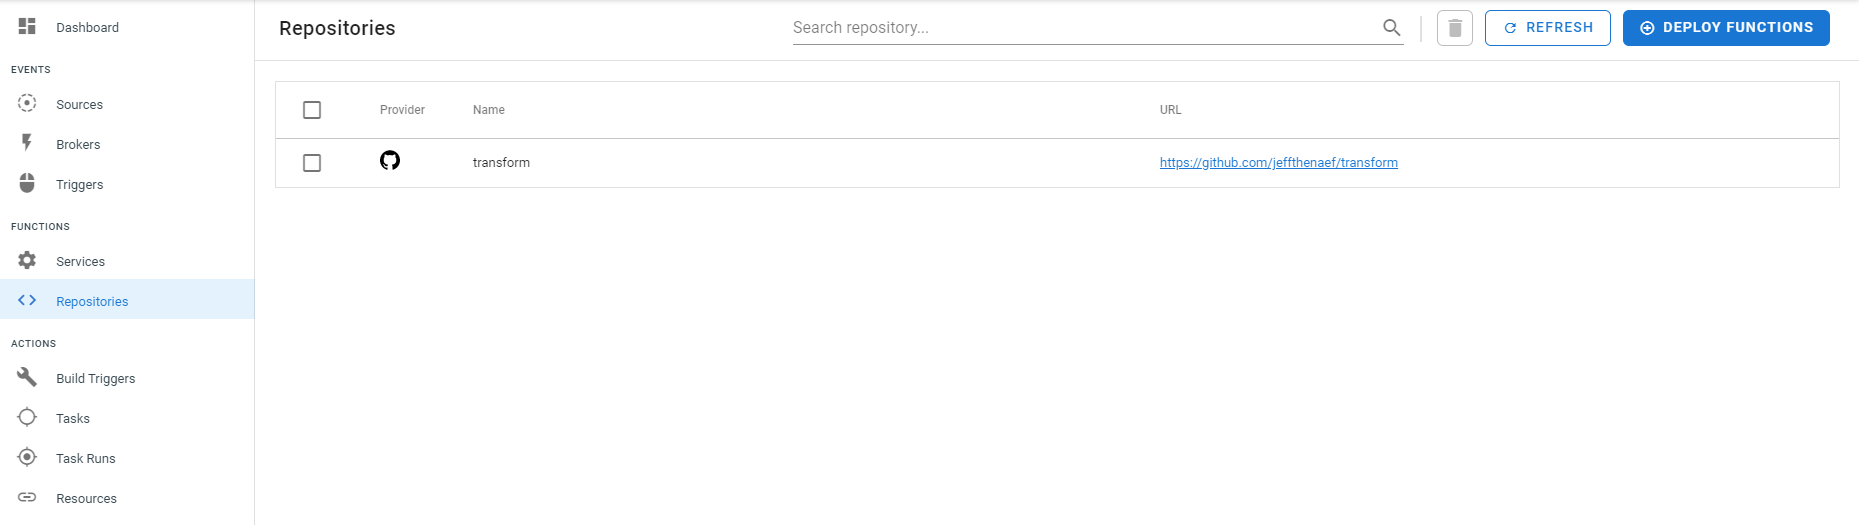 Dashboard
EVENTS
Sources
Brokers
Triggers
FUNCTIONS
Services
Repositories
ACTIONS
Build Triggers
Tasks
Task Runs
Resources
Repositories
Search repository...
REFRESH
DEPLOY FUNCTIONS
Provider Name URL
transform https://github.com/jeffthenaef/transform